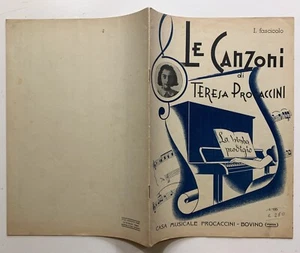 I. fascicolo
Le Canzoni
di
Teresa Procaccini
La bimba
prodigio
CASA MUSICALE PROCACCINI - BOVINO